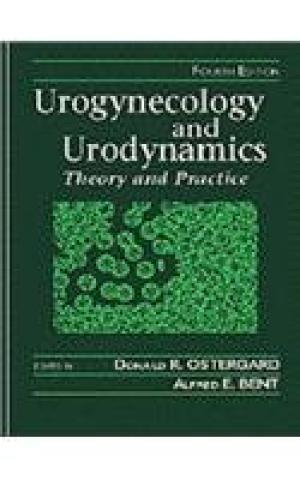 FOURTH EDITION
Urogynecology
and
Urodynamics
Theory and Practice
DONALD R. OSTERGARD
ALFRED E. BENT